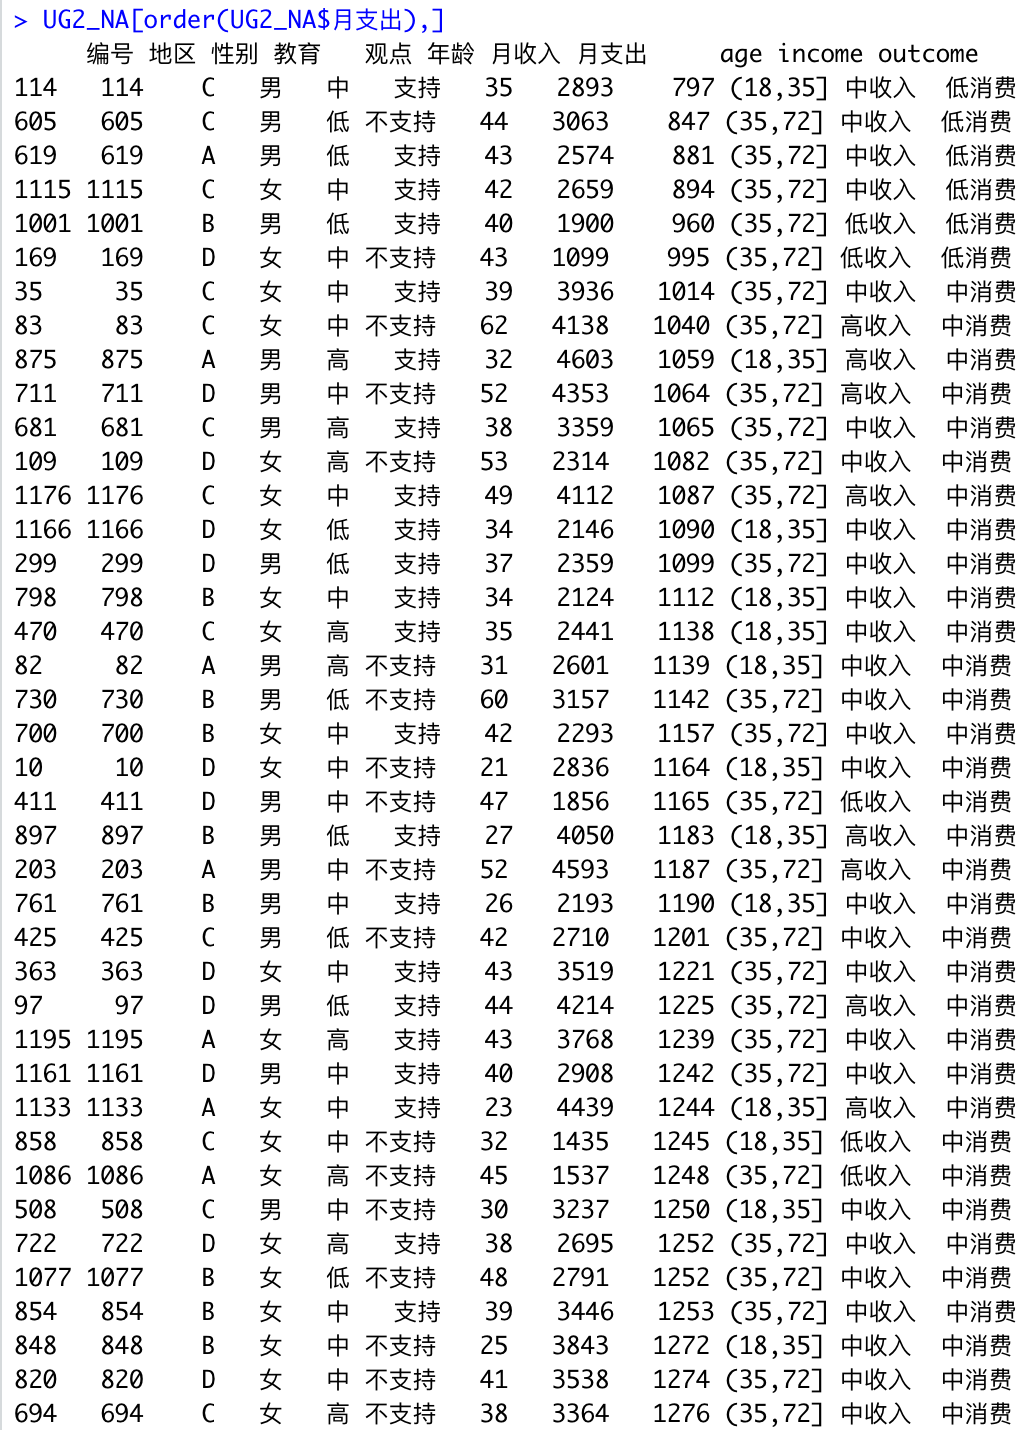 > UG2_NA[order(UG2_NA$月支出),]
编号 地区 性别 教育 观点 年龄 月收入 月支出 age income outcome
114 114 C 男 中 支持 35 2893 797 (18,35] 中收入 低消费
605 605 C 男 低 不支持 44 3063 847 (35,72] 中收入 低消费
619 619 A 男 低 支持 43 2574 881 (35,72] 中收入 低消费
1115 1115 C 女 中 支持 42 2659 894 (35,72] 中收入 低消费
1001 1001 B 男 低 支持 40 1900 960 (35,72] 低收入 低消费
169 169 D 女 中 不支持 43 1099 995 (35,72] 低收入 低消费
35 35 C 女 中 支持 39 3936 1014 (35,72] 中收入 中消费
83 83 C 女 中 不支持 62 4138 1040 (35,72] 高收入 中消费
875 875 A 男 高 支持 32 4603 1059 (18,35] 高收入 中消费
711 711 D 男 中 不支持 52 4353 1064 (35,72] 高收入 中消费
681 681 C 男 高 支持 38 3359 1065 (35,72] 中收入 中消费
109 109 D 女 高 不支持 53 2314 1082 (35,72] 中收入 中消费
1176 1176 C 女 中 支持 49 4112 1087 (35,72] 高收入 中消费
1166 1166 D 女 低 支持 34 2146 1090 (18,35] 中收入 中消费
299 299 D 男 低 支持 37 2359 1099 (35,72] 中收入 中消费
798 798 B 女 中 支持 34 2124 1112 (18,35] 中收入 中消费
470 470 C 女 高 支持 35 2441 1138 (18,35] 中收入 中消费
82 82 A 男 高 不支持 31 2601 1139 (18,35] 中收入 中消费
730 730 B 男 低 不支持 60 3157 1142 (35,72] 中收入 中消费
700 700 B 女 中 支持 42 2293 1157 (35,72] 中收入 中消费
10 10 D 女 中 不支持 21 2836 1164 (18,35] 中收入 中消费
411 411 D 男 中 不支持 47 1856 1165 (35,72] 低收入 中消费
897 897 B 男 低 支持 27 4050 1183 (18,35] 高收入 中消费
203 203 A 男 中 不支持 52 4593 1187 (35,72] 高收入 中消费
761 761 B 男 中 支持 26 2193 1190 (18,35] 中收入 中消费
425 425 C 男 低 不支持 42 2710 1201 (35,72] 中收入 中消费
363 363 D 女 中 支持 43 3519 1221 (35,72] 中收入 中消费
97 97 D 男 低 支持 44 4214 1225 (35,72] 高收入 中消费
1195 1195 A 女 高 支持 43 3768 1239 (35,72] 中收入 中消费
1161 1161 D 男 中 支持 40 2908 1242 (35,72] 中收入 中消费
1133 1133 A 女 中 支持 23 4439 1244 (18,35] 高收入 中消费
858 858 C 女 中 不支持 32 1435 1245 (18,35] 低收入 中消费
1086 1086 A 女 高 不支持 45 1537 1248 (35,72] 低收入 中消费
508 508 C 男 中 不支持 30 3237 1250 (18,35] 中收入 中消费
722 722 D 女 高 支持 38 2695 1252 (35,72] 中收入 中消费
1077 1077 B 女 低 不支持 48 2791 1252 (35,72] 中收入 中消费
854 854 B 女 中 支持 39 3446 1253 (35,72] 中收入 中消费
848 848 B 女 中 不支持 25 3843 1272 (18,35] 中收入 中消费
820 820 D 女 中 不支持 41 3538 1274 (35,72] 中收入 中消费
694 694 C 女 高 不支持 38 3364 1276 (35,72] 中收入 中消费